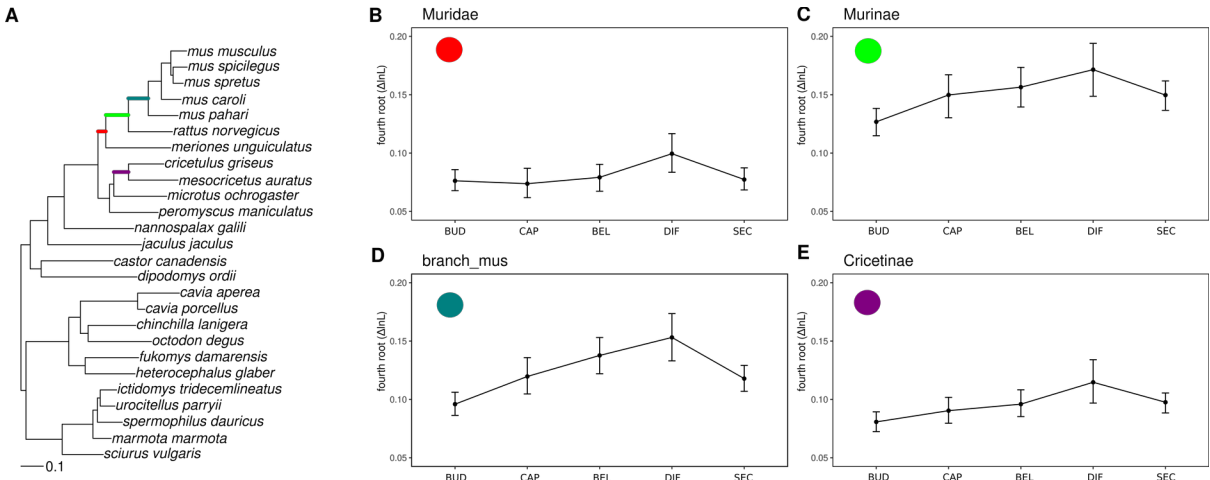 A
mus musculus
mus spicilegus
mus spretus
mus caroli
mus pahari
rattus norvegicus
meriones unguiculatus
cricetulus griseus
mesocricetus auratus
microtus ochrogaster
peromyscus maniculatus
nannospalax galili
jaculus jaculus
castor canadensis
dipodomys ordii
cavia aperea
cavia porcellus
chinchilla lanigera
octodon degus
fukomys damarensis
heterocephalus glaber
ictidomys tridecemlineatus
urocitellus parryii
spermophilus dauricus
marmota marmota
sciurus vulgaris
0.1
B Muridae
fourth root (ΔlnL)
0.20
0.15
0.10
0.05
BUD CAP BEL DIF SEC
C Murinae
fourth root (ΔlnL)
0.20
0.15
0.10
0.05
BUD CAP BEL DIF SEC
D branch_mus
fourth root (ΔlnL)
0.20
0.15
0.10
0.05
BUD CAP BEL DIF SEC
E Cricetinae
fourth root (ΔlnL)
0.20
0.15
0.10
0.05
BUD CAP BEL DIF SEC